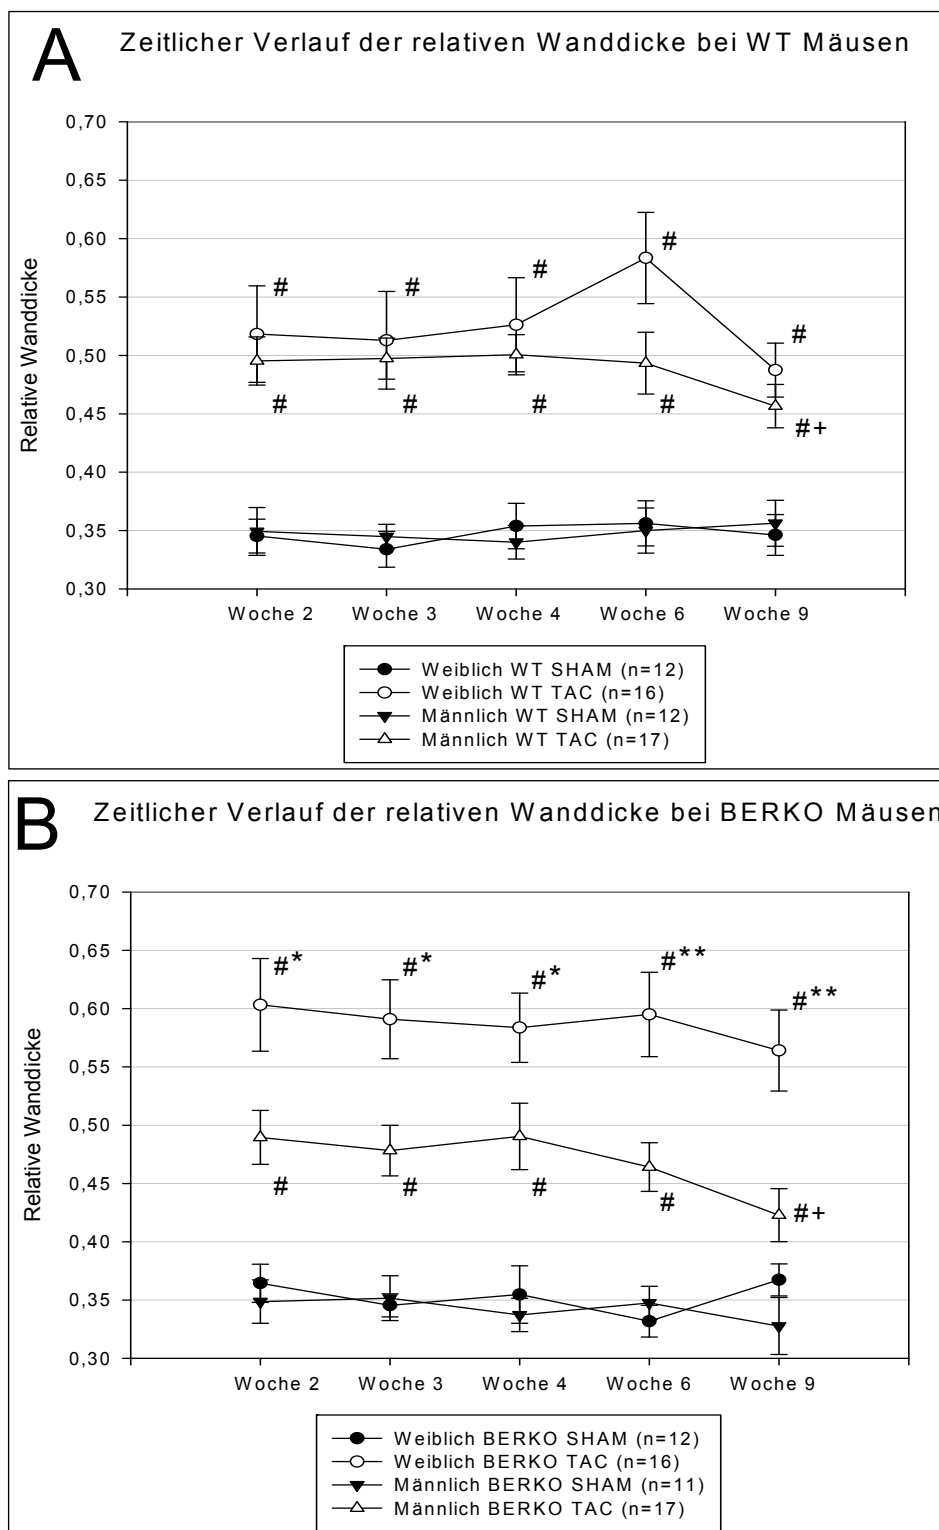 A
Zeitlicher Verlauf der relativen Wanddicke bei WT Mäusen
Relative Wanddicke
0,70
0,65
0,60
0,55
0,50
0,45
0,40
0,35
0,30
# # # # #
# # # # #+
Woche 2 Woche 3 Woche 4 Woche 6 Woche 9
Weiblich WT SHAM (n=12)
Weiblich WT TAC (n=16)
Männlich WT SHAM (n=12)
Männlich WT TAC (n=17)
B
Zeitlicher Verlauf der relativen Wanddicke bei BERKO Mäusen
Relative Wanddicke
0,70
0,65
0,60
0,55
0,50
0,45
0,40
0,35
0,30
#* #* #* #** #**
# # # # #+
Woche 2 Woche 3 Woche 4 Woche 6 Woche 9
Weiblich BERKO SHAM (n=12)
Weiblich BERKO TAC (n=16)
Männlich BERKO SHAM (n=11)
Männlich BERKO TAC (n=17)